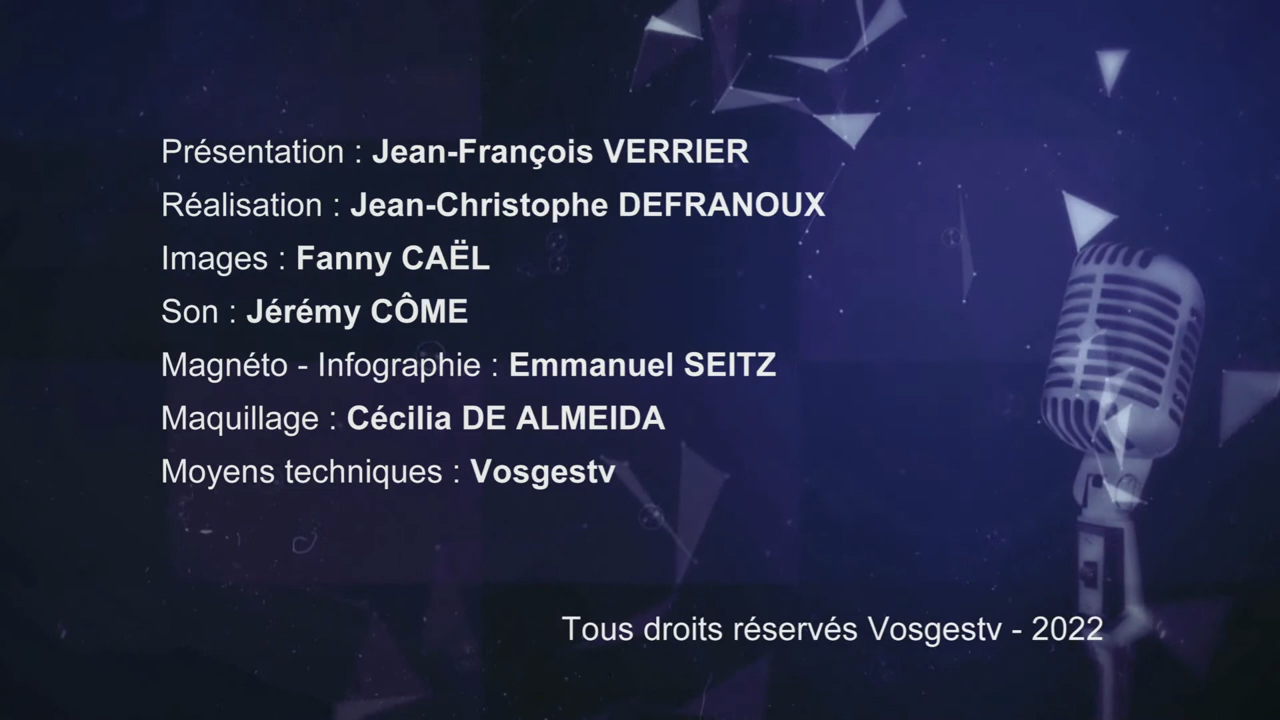 Présentation : Jean-François VERRIER
Réalisation : Jean-Christophe DEFRANOUX
Images : Fanny CAËL
Son : Jérémy CÔME
Magnéto - Infographie : Emmanuel SEITZ
Maquillage : Cécilia DE ALMEIDA
Moyens techniques : Vosgestv
Tous droits réservés Vosgestv - 2022